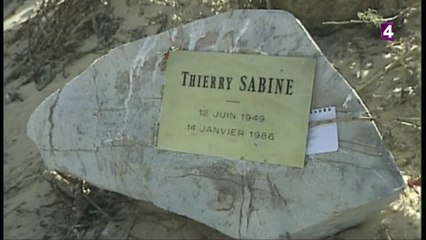 4
THIERRY SABINE
—
12 JUIN 1949
14 JANVIER 1986